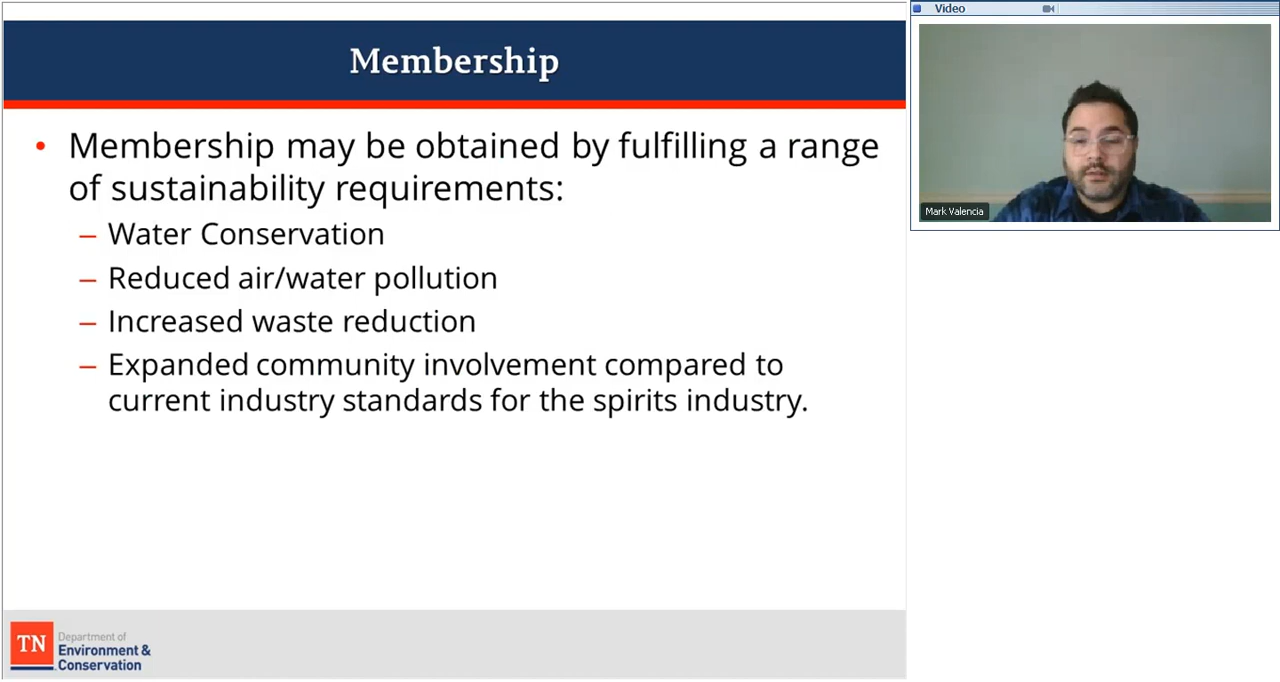 Membership
• Membership may be obtained by fulfilling a range
of sustainability requirements:
– Water Conservation
– Reduced air/water pollution
– Increased waste reduction
– Expanded community involvement compared to
current industry standards for the spirits industry.
TN
Department of
Environment &
Conservation
Video
Mark Valencia